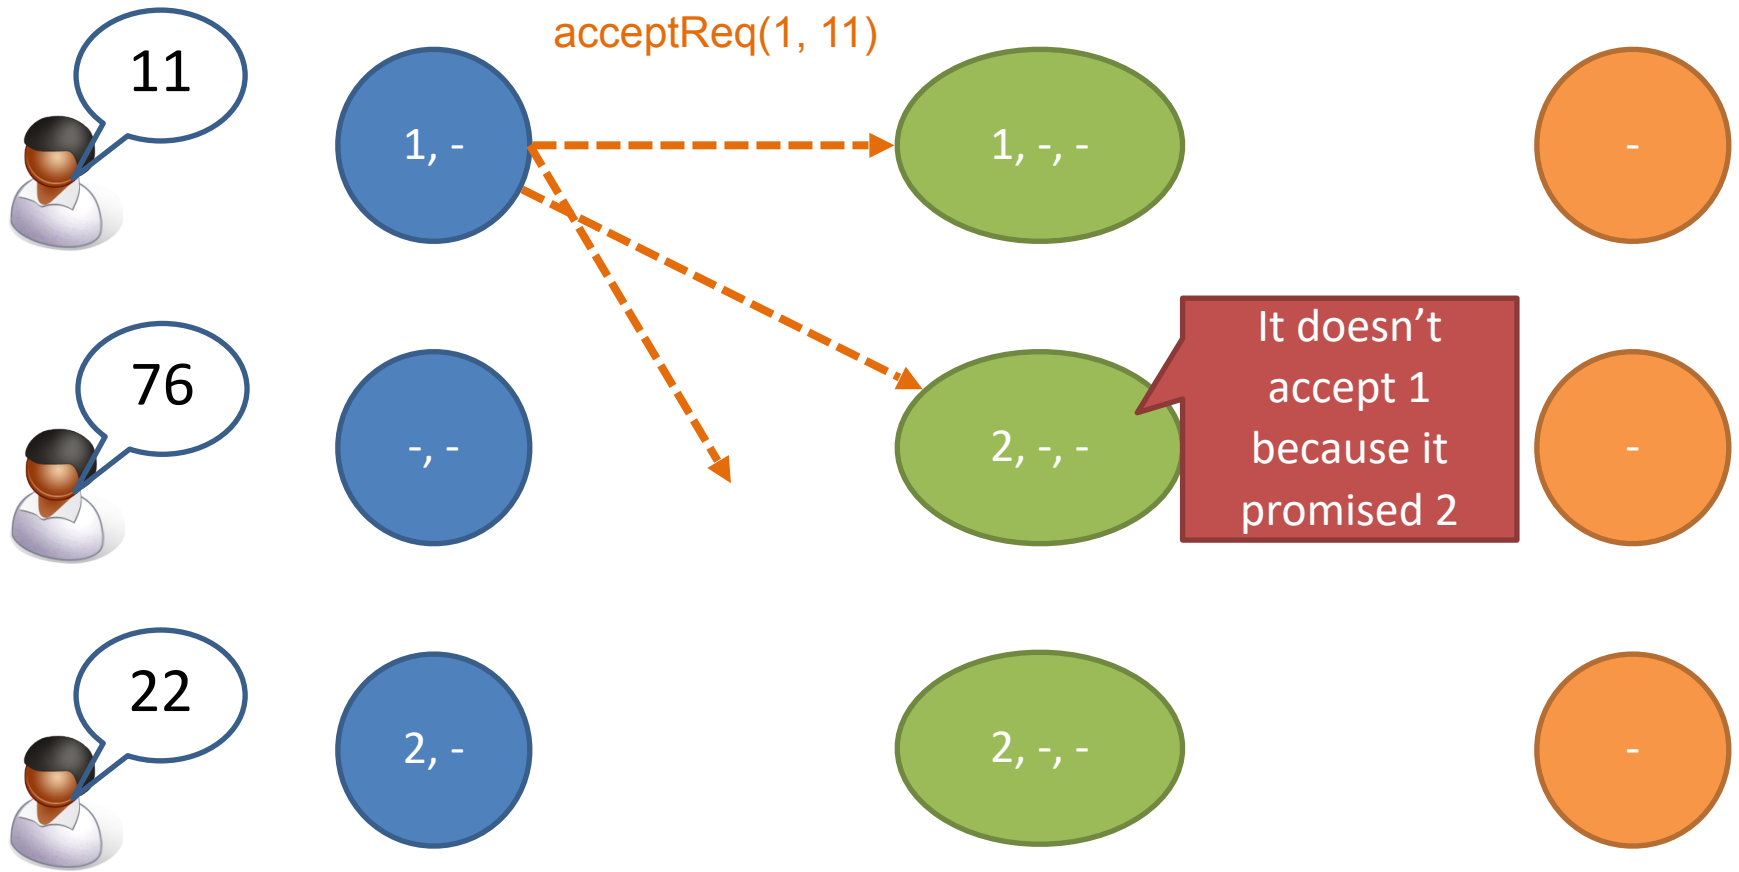 acceptReq(1, 11)
11
1, -
1, -, -
-
76
-, -
2, -, -
It doesn’t
accept 1
because it
promised 2
-
22
2, -
2, -, -
-